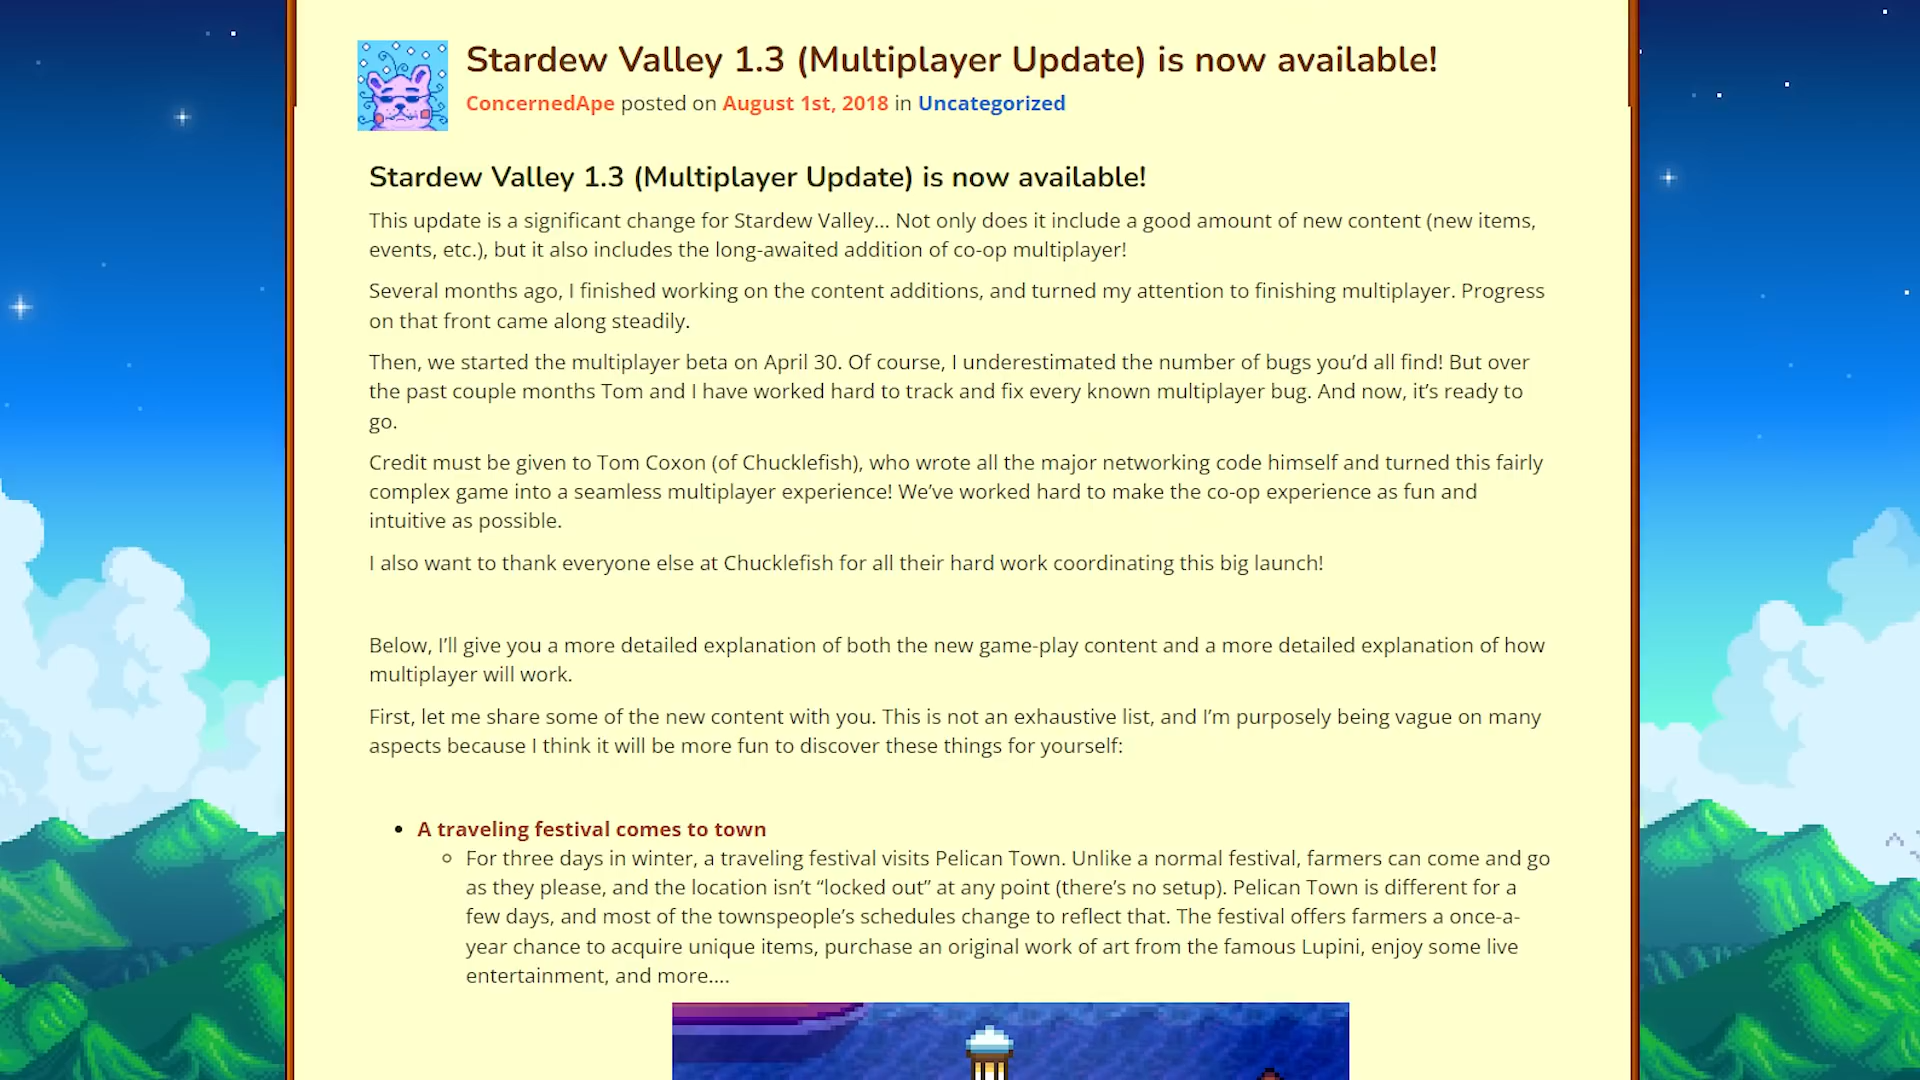 Stardew Valley 1.3 (Multiplayer Update) is now available!
ConcernedApe posted on August 1st, 2018 in Uncategorized
Stardew Valley 1.3 (Multiplayer Update) is now available!
This update is a significant change for Stardew Valley... Not only does it include a good amount of new content (new items,
events, etc.), but it also includes the long-awaited addition of co-op multiplayer!
Several months ago, I finished working on the content additions, and turned my attention to finishing multiplayer. Progress
on that front came along steadily.
Then, we started the multiplayer beta on April 30. Of course, I underestimated the number of bugs you’d all find! But over
the past couple months Tom and I have worked hard to track and fix every known multiplayer bug. And now, it’s ready to
go.
Credit must be given to Tom Coxon (of Chucklefish), who wrote all the major networking code himself and turned this fairly
complex game into a seamless multiplayer experience! We’ve worked hard to make the co-op experience as fun and
intuitive as possible.
I also want to thank everyone else at Chucklefish for all their hard work coordinating this big launch!
Below, I’ll give you a more detailed explanation of both the new game-play content and a more detailed explanation of how
multiplayer will work.
First, let me share some of the new content with you. This is not an exhaustive list, and I’m purposely being vague on many
aspects because I think it will be more fun to discover these things for yourself:
• A traveling festival comes to town
◦ For three days in winter, a traveling festival visits Pelican Town. Unlike a normal festival, farmers can come and go
as they please, and the location isn’t “locked out” at any point (there’s no setup). Pelican Town is different for a
few days, and most of the townspeople’s schedules change to reflect that. The festival offers farmers a once-a-
year chance to acquire unique items, purchase an original work of art from the famous Lupini, enjoy some live
entertainment, and more....